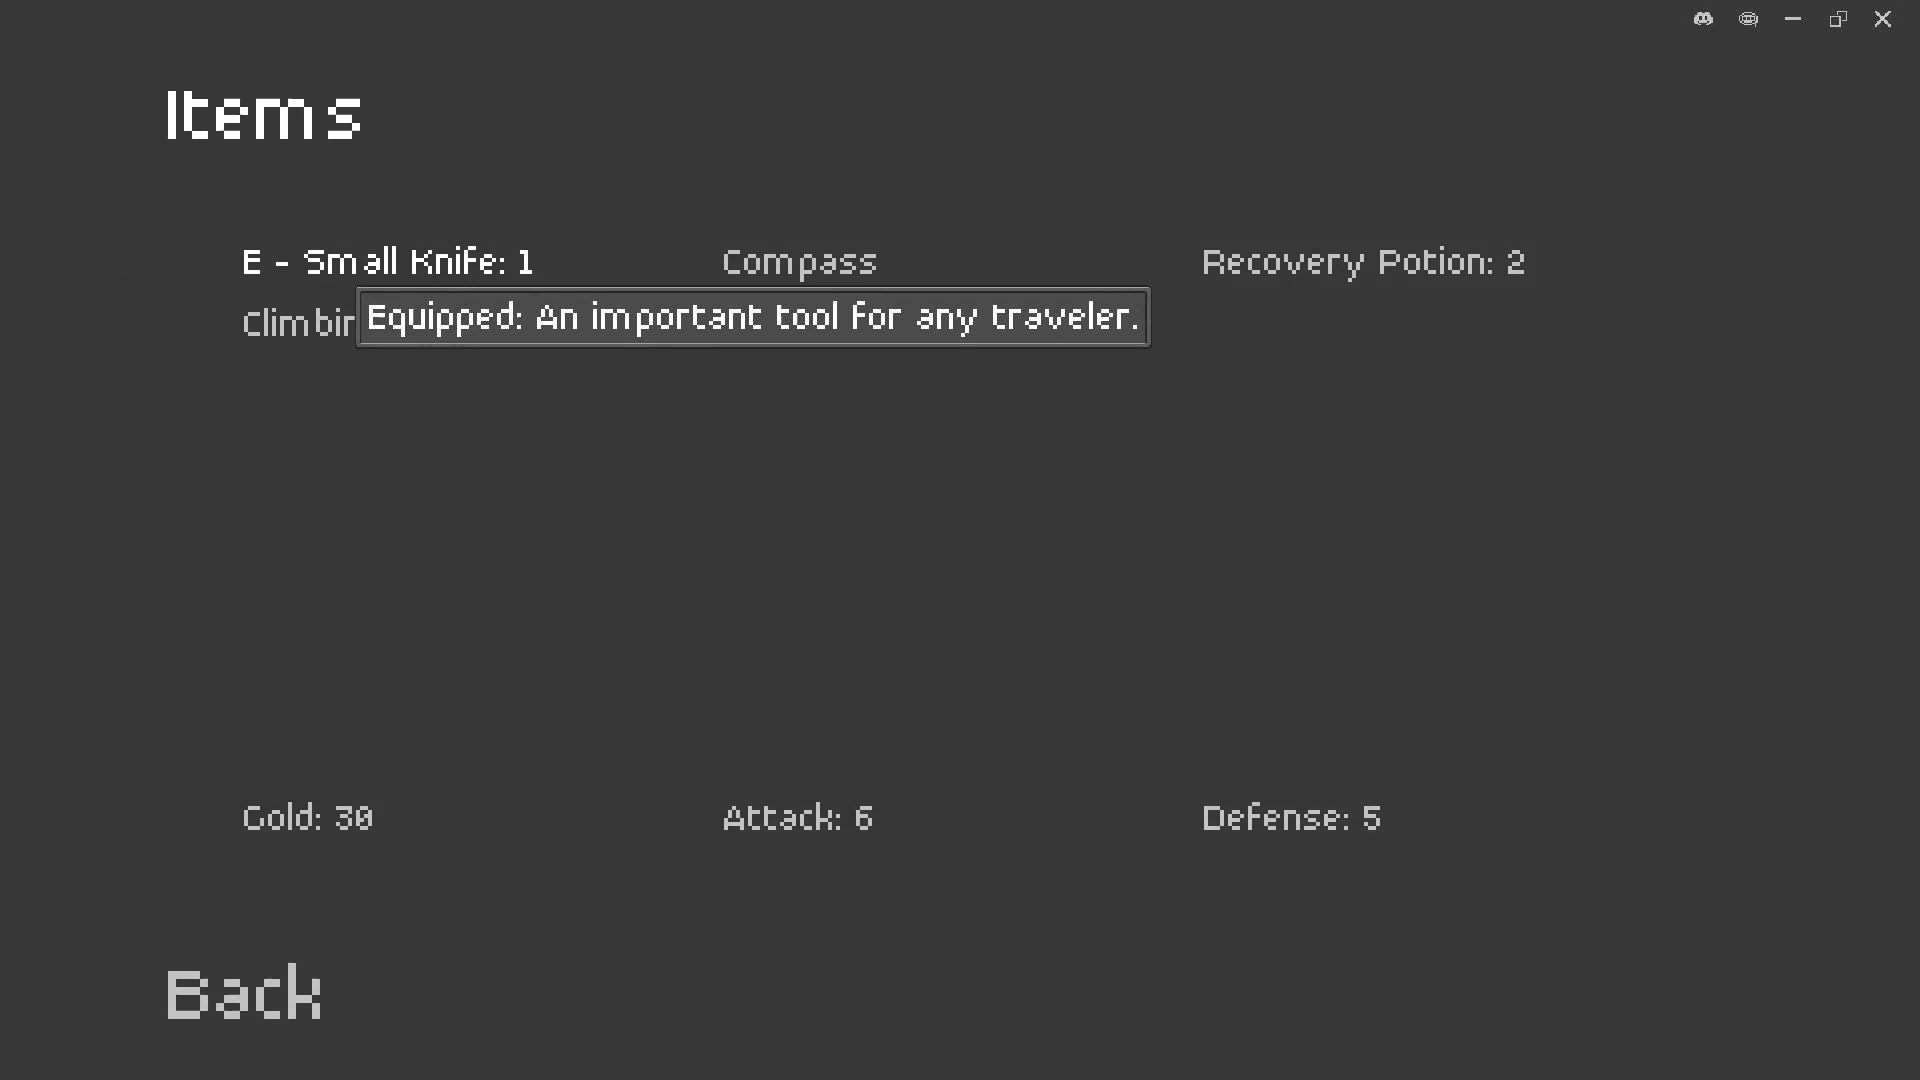 Items
E - Small Knife: 1 Compass Recovery Potion: 2
Equipped: An important tool for any traveler.
Gold: 30 Attack: 6 Defense: 5
Back